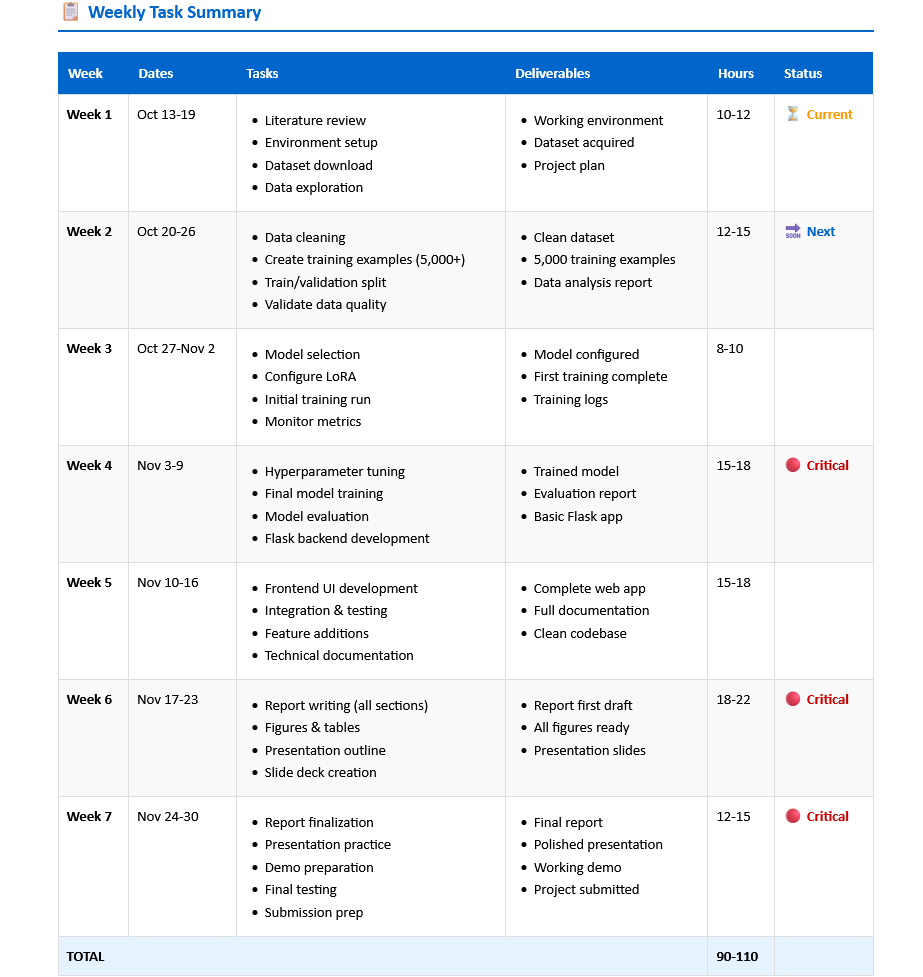 Weekly Task Summary
Week Dates Tasks Deliverables Hours Status
Week 1 Oct 13-19 10-12 Current
Literature review
Environment setup
Dataset download
Data exploration
Working environment
Dataset acquired
Project plan
Week 2 Oct 20-26 12-15 SOON Next
Data cleaning
Create training examples (5,000+)
Train/validation split
Validate data quality
Clean dataset
5,000 training examples
Data analysis report
Week 3 Oct 27-Nov 2 8-10
Model selection
Configure LoRA
Initial training run
Monitor metrics
Model configured
First training complete
Training logs
Week 4 Nov 3-9 15-18 Critical
Hyperparameter tuning
Final model training
Model evaluation
Flask backend development
Trained model
Evaluation report
Basic Flask app
Week 5 Nov 10-16 15-18
Frontend UI development
Integration & testing
Feature additions
Technical documentation
Complete web app
Full documentation
Clean codebase
Week 6 Nov 17-23 18-22 Critical
Report writing (all sections)
Figures & tables
Presentation outline
Slide deck creation
Report first draft
All figures ready
Presentation slides
Week 7 Nov 24-30 12-15 Critical
Report finalization
Presentation practice
Demo preparation
Final testing
Submission prep
Final report
Polished presentation
Working demo
Project submitted
TOTAL 90-110